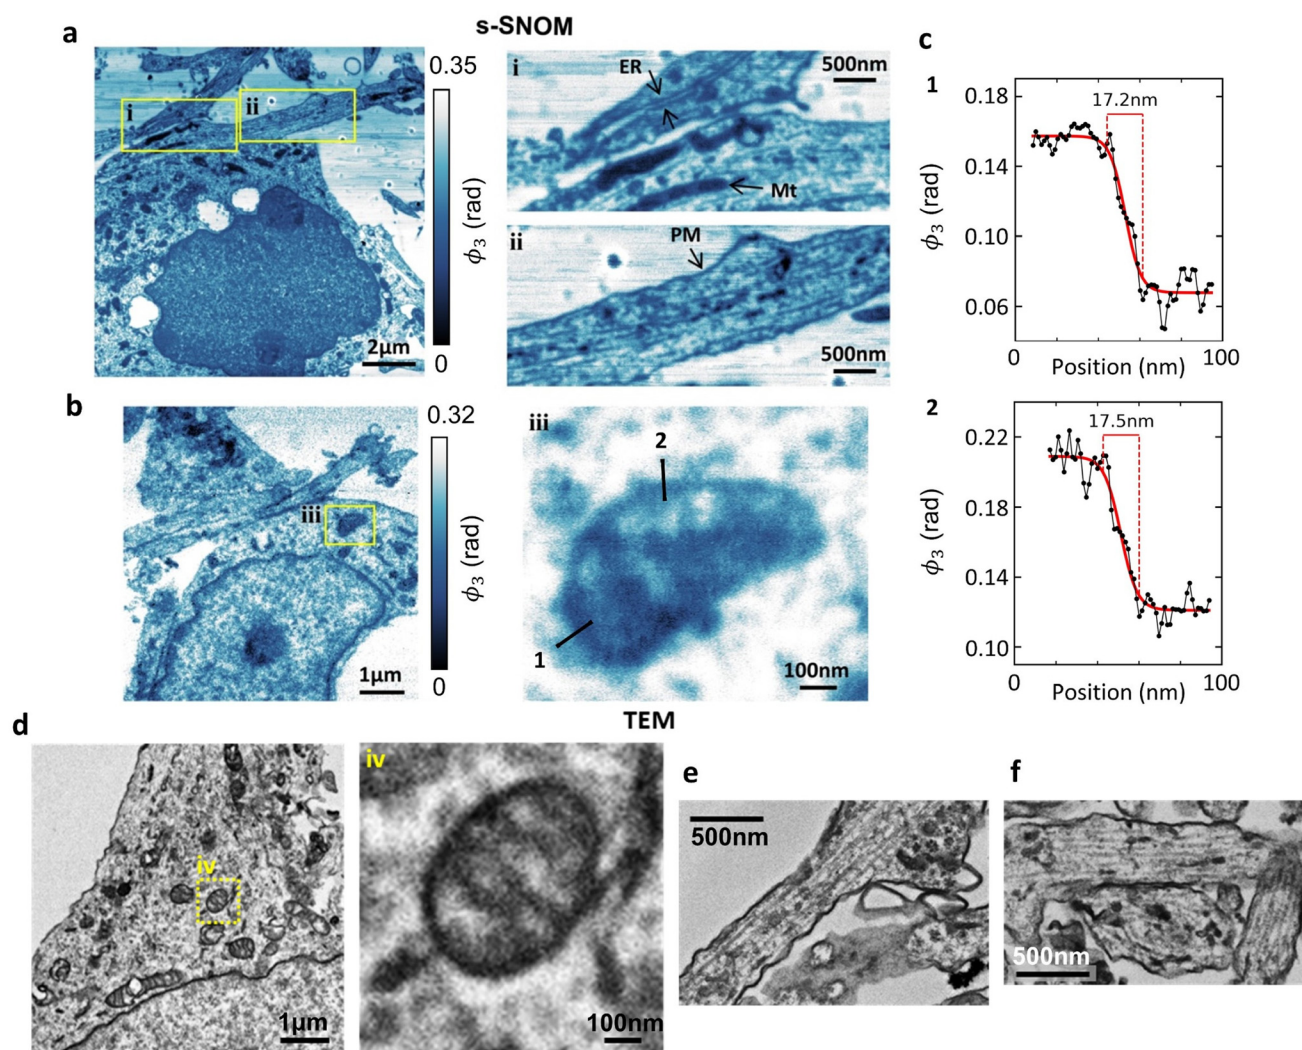 s-SNOM
a
i
ii
0.35
ϕ3 (rad)
0
2μm
i
ER
500nm
Mt
ii
PM
500nm
b
iii
0.32
ϕ3 (rad)
0
1μm
iii
2
1
100nm
c
1
17.2nm
0.18
0.14
0.10
0.06
ϕ3 (rad)
0
100
Position (nm)
2
17.5nm
0.22
0.18
0.14
0.10
ϕ3 (rad)
0
100
Position (nm)
TEM
d
iv
1μm
iv
100nm
e
500nm
f
500nm